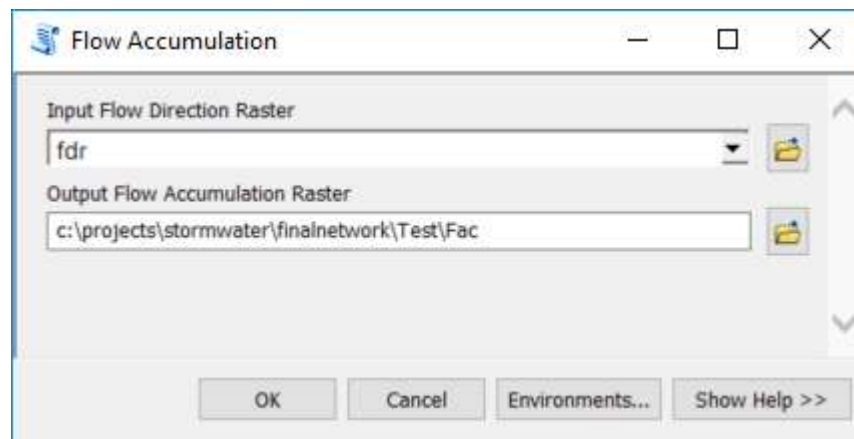 Flow Accumulation
Input Flow Direction Raster
fdr
Output Flow Accumulation Raster
c:\projects\stormwater\finalnetwork\Test\Fac
OK Cancel Environments... Show Help >>